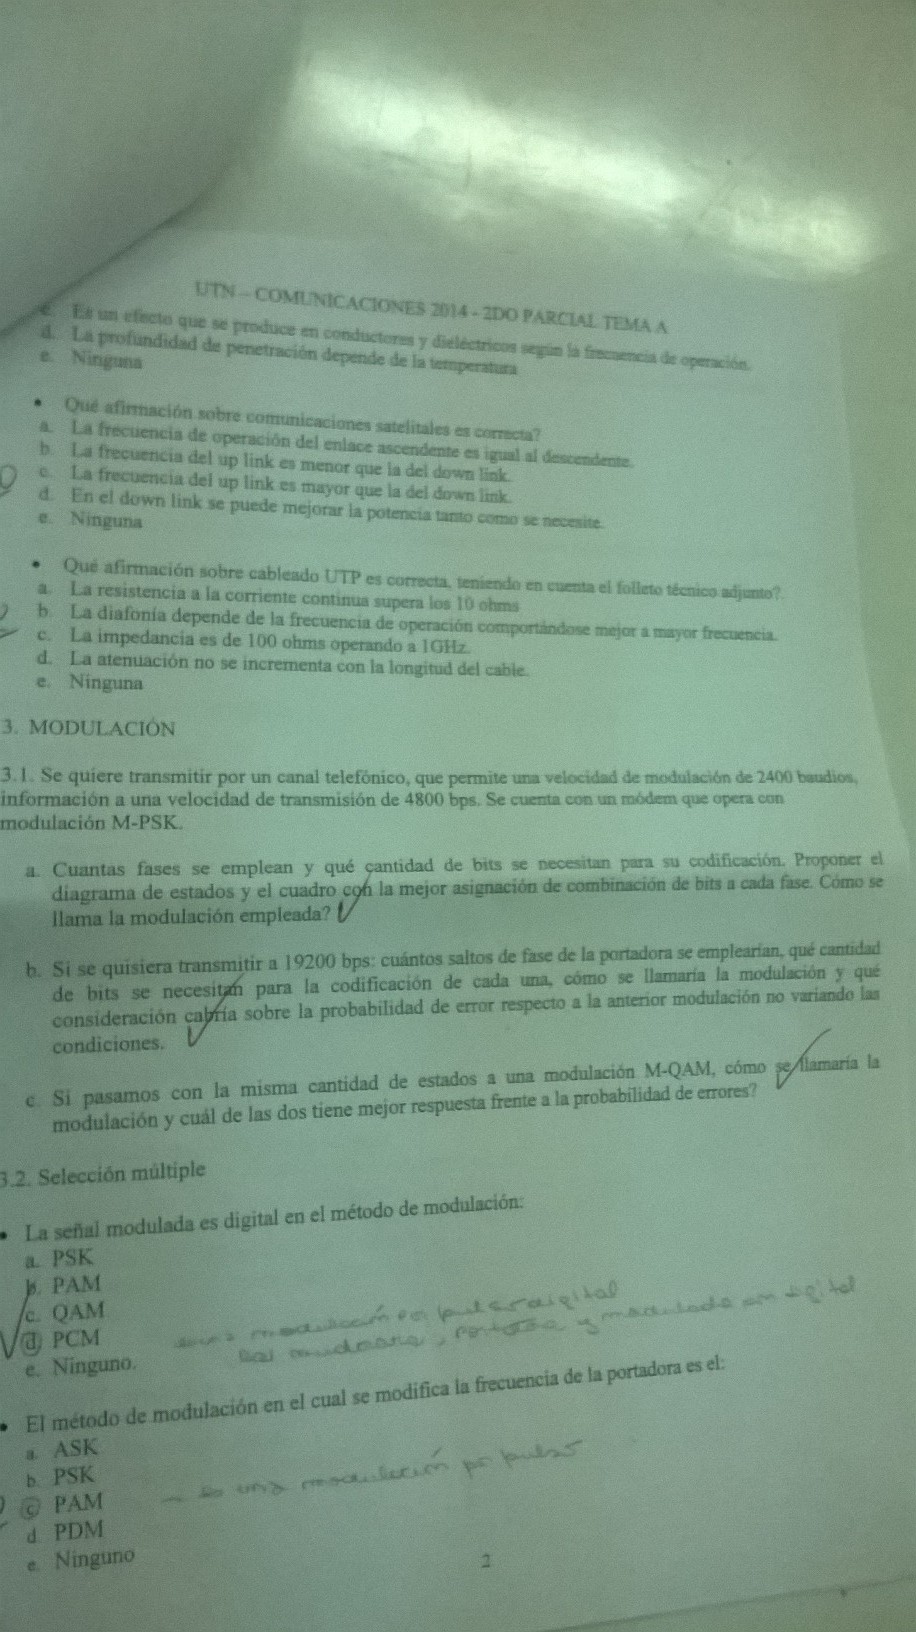 UTN – COMUNICACIONES 2014 - 2DO PARCIAL TEMA A
c. Es un efecto que se produce en conductores y dieléctricos según la frecuencia de operación.
d. La profundidad de penetración depende de la temperatura
e. Ninguna
• Qué afirmación sobre comunicaciones satelitales es correcta?
a. La frecuencia de operación del enlace ascendente es igual al descendente.
b. La frecuencia del up link es menor que la del down link.
c. La frecuencia del up link es mayor que la del down link.
d. En el down link se puede mejorar la potencia tanto como se necesite.
e. Ninguna
• Qué afirmación sobre cableado UTP es correcta, teniendo en cuenta el folleto técnico adjunto?.
a. La resistencia a la corriente continua supera los 10 ohms
b. La diafonía depende de la frecuencia de operación comportándose mejor a mayor frecuencia.
c. La impedancia es de 100 ohms operando a 1GHz.
d. La atenuación no se incrementa con la longitud del cable.
e. Ninguna
3. MODULACIÓN
3.1. Se quiere transmitir por un canal telefónico, que permite una velocidad de modulación de 2400 baudios,
información a una velocidad de transmisión de 4800 bps. Se cuenta con un módem que opera con
modulación M-PSK.
a. Cuantas fases se emplean y qué cantidad de bits se necesitan para su codificación. Proponer el
diagrama de estados y el cuadro con la mejor asignación de combinación de bits a cada fase. Cómo se
llama la modulación empleada?
b. Si se quisiera transmitir a 19200 bps: cuántos saltos de fase de la portadora se emplearían, qué cantidad
de bits se necesitan para la codificación de cada una, cómo se llamaría la modulación y qué
consideración cabría sobre la probabilidad de error respecto a la anterior modulación no variando las
condiciones.
c. Si pasamos con la misma cantidad de estados a una modulación M-QAM, cómo se llamaría la
modulación y cuál de las dos tiene mejor respuesta frente a la probabilidad de errores?
3.2. Selección múltiple
• La señal modulada es digital en el método de modulación:
a. PSK
b. PAM
c. QAM
d. PCM
e. Ninguno.
modulación por pulso digital
portadora y modulada son digital
• El método de modulación en el cual se modifica la frecuencia de la portadora es el:
a. ASK
b. PSK
c. PAM
es una modulación por pulso
d. PDM
e. Ninguno
2